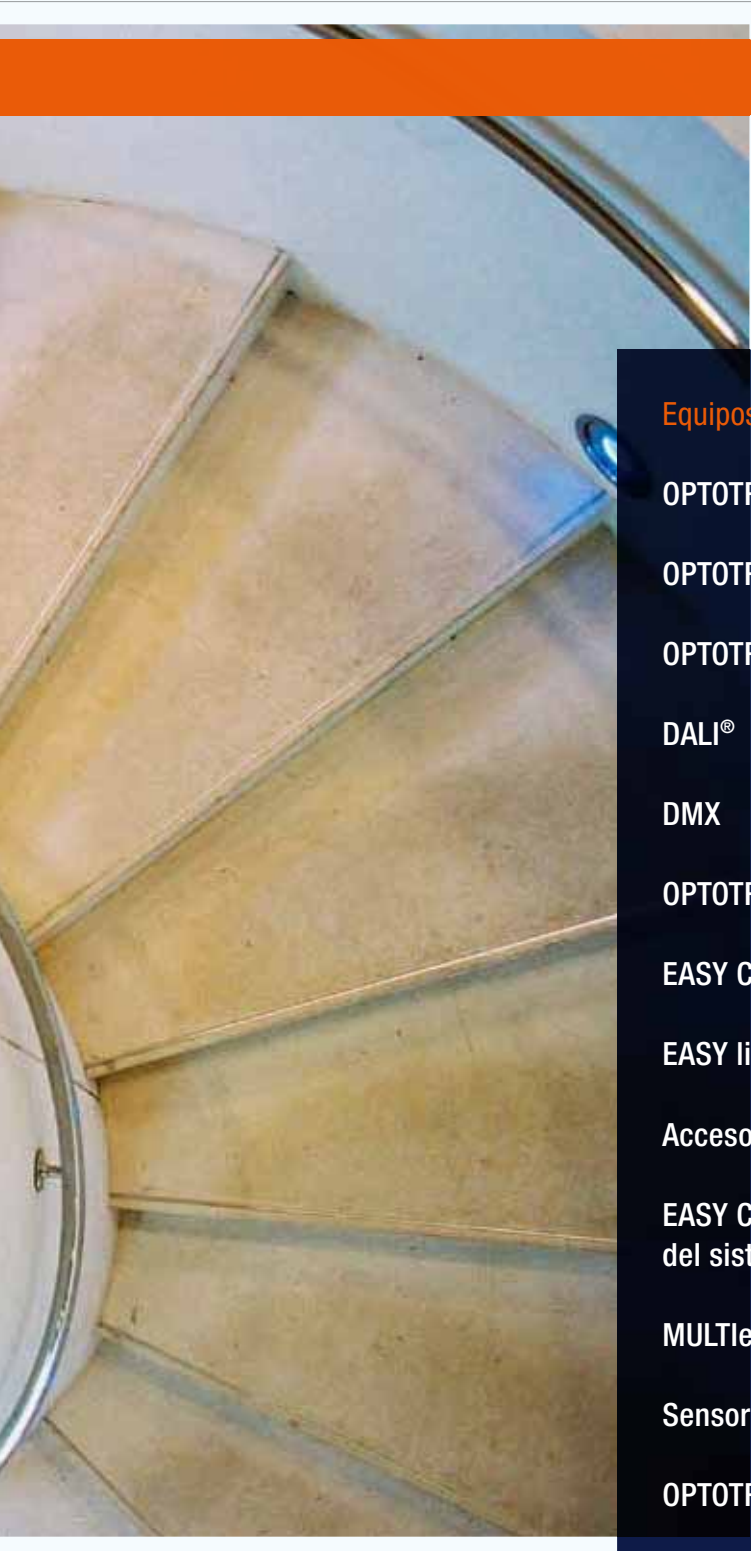 Equipos
OPTOTR
OPTOTR
OPTOTR
DALI®
DMX
OPTOTR
EASY C
EASY li
Acceso
EASY C
del sist
MULTIe
Sensor
OPTOTR